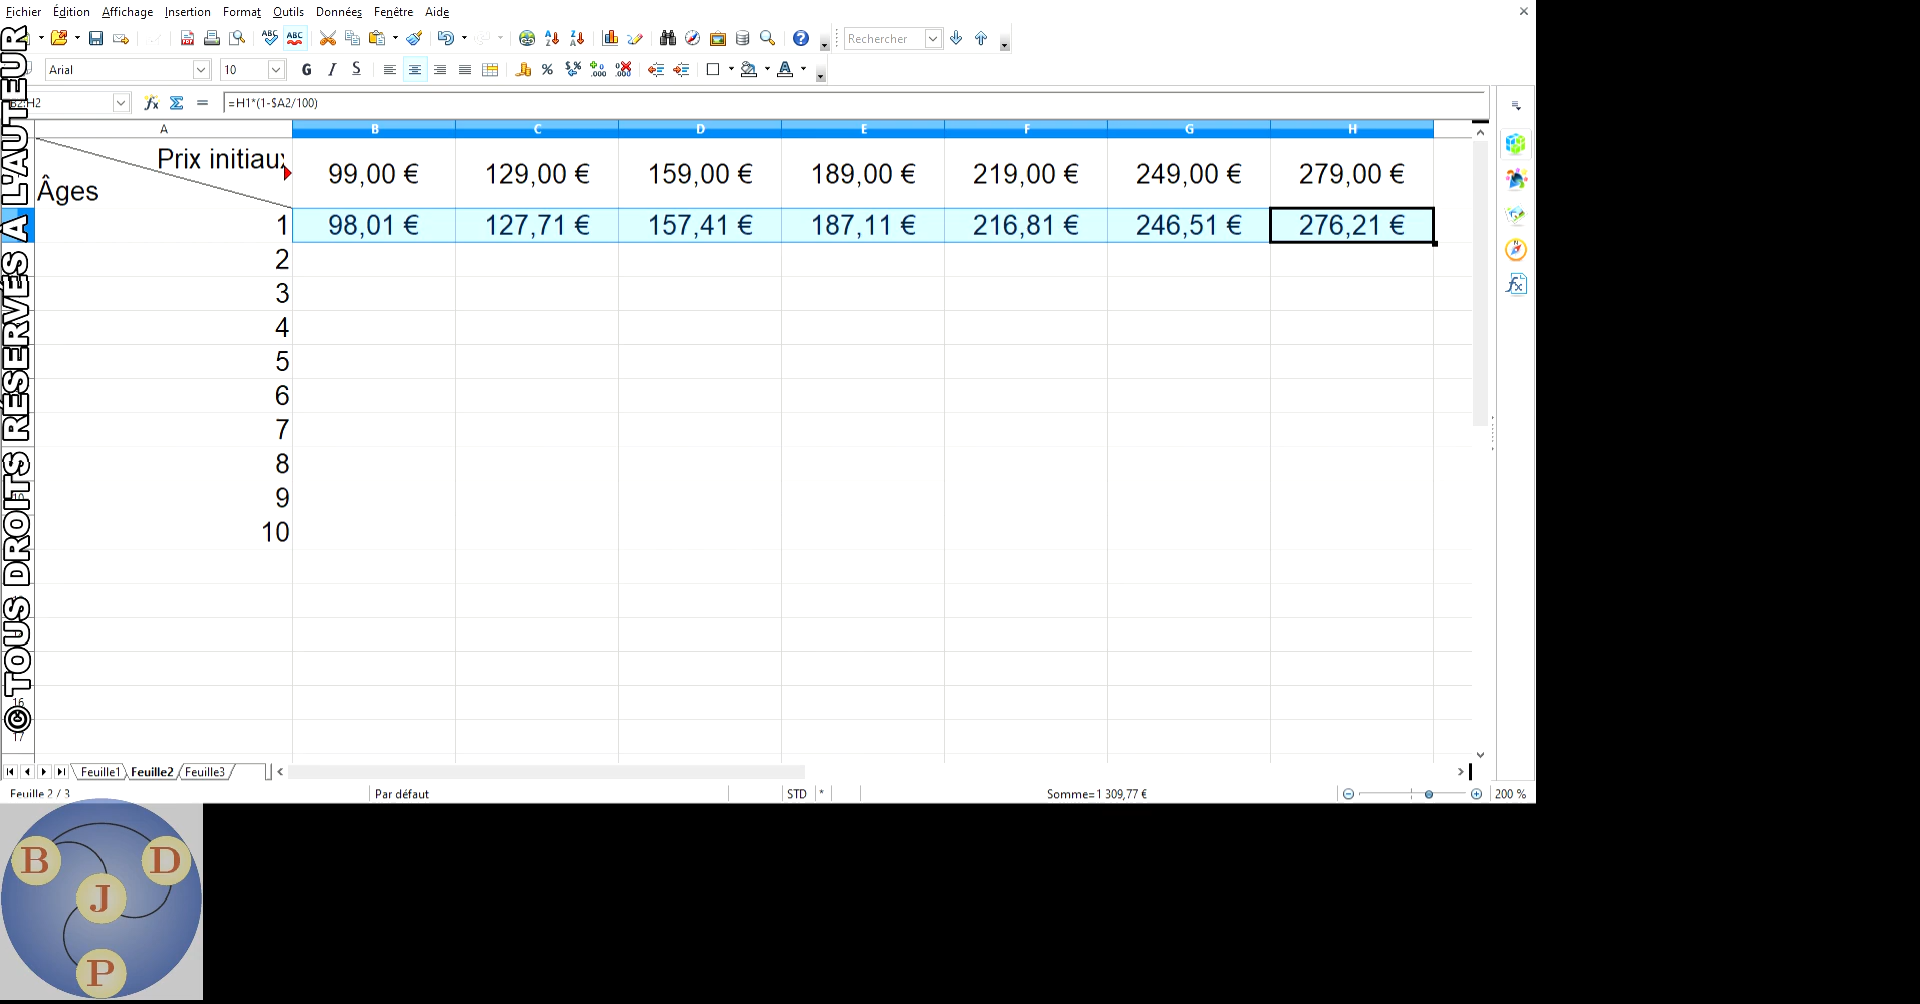 Fichier Édition Affichage Insertion Format Outils Données Fenêtre Aide
Rechercher
Arial 10 G I S
=H1*(1-$A2/100)
A B C D E F G H
Prix initiaux
Âges
99,00 € 129,00 € 159,00 € 189,00 € 219,00 € 249,00 € 279,00 €
1 98,01 € 127,71 € 157,41 € 187,11 € 216,81 € 246,51 € 276,21 €
2
3
4
5
6
7
8
9
10
16
17
© TOUS DROITS RÉSERVÉS À L'AUTEUR
Feuille1 Feuille2 Feuille3
Feuille 2 / 3 Par défaut STD * Somme=1 309,77 € 200 %
B D
J
P